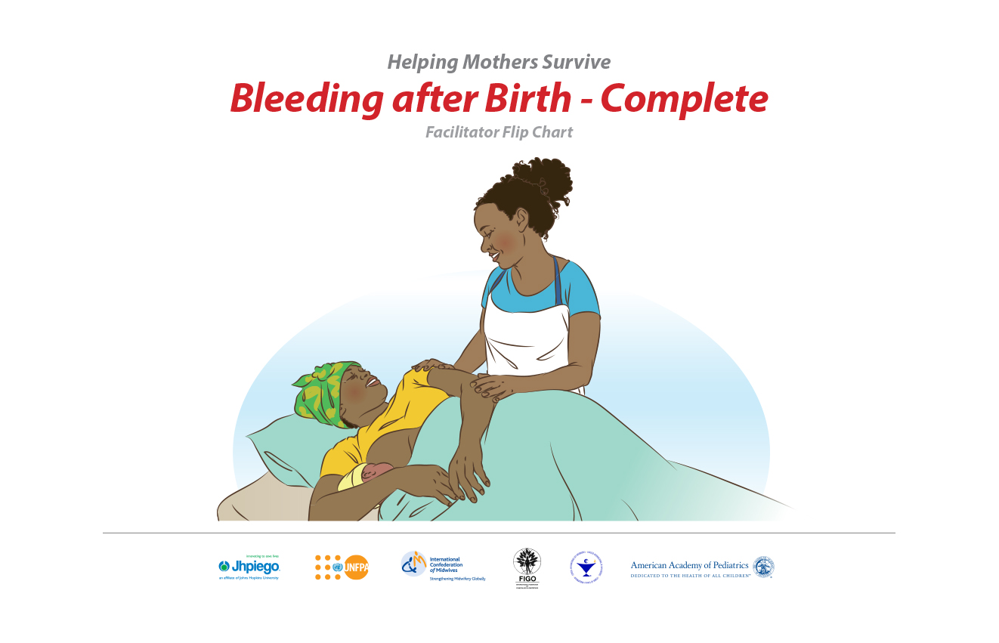 Helping Mothers Survive
Bleeding after Birth - Complete
Facilitator Flip Chart
innovating to save lives
Jhpiego
an affiliate of Johns Hopkins University
UNFPA
International
Confederation
of Midwives
Strengthening Midwifery Globally
FIGO
American Academy of Pediatrics
DEDICATED TO THE HEALTH OF ALL CHILDREN™